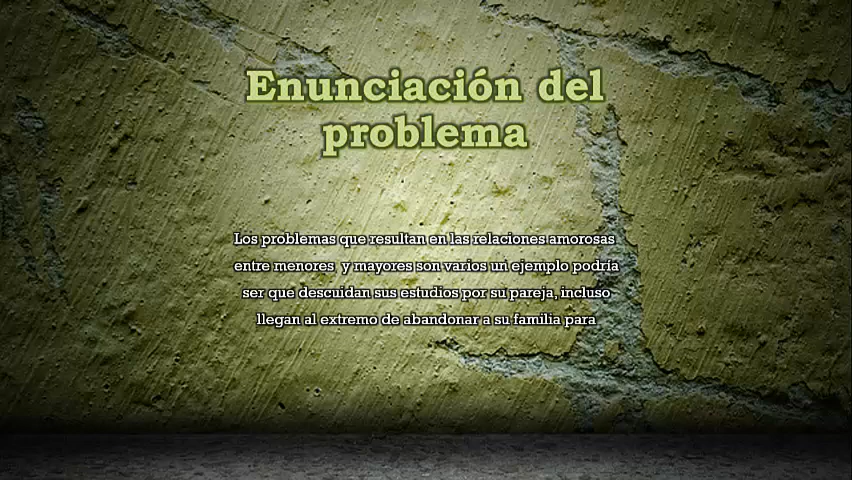 Enunciación del
problema
Los problemas que resultan en las relaciones amorosas
entre menores  y mayores son varios un ejemplo podría
ser que descuidan sus estudios por su pareja, incluso
llegan al extremo de abandonar a su familia para